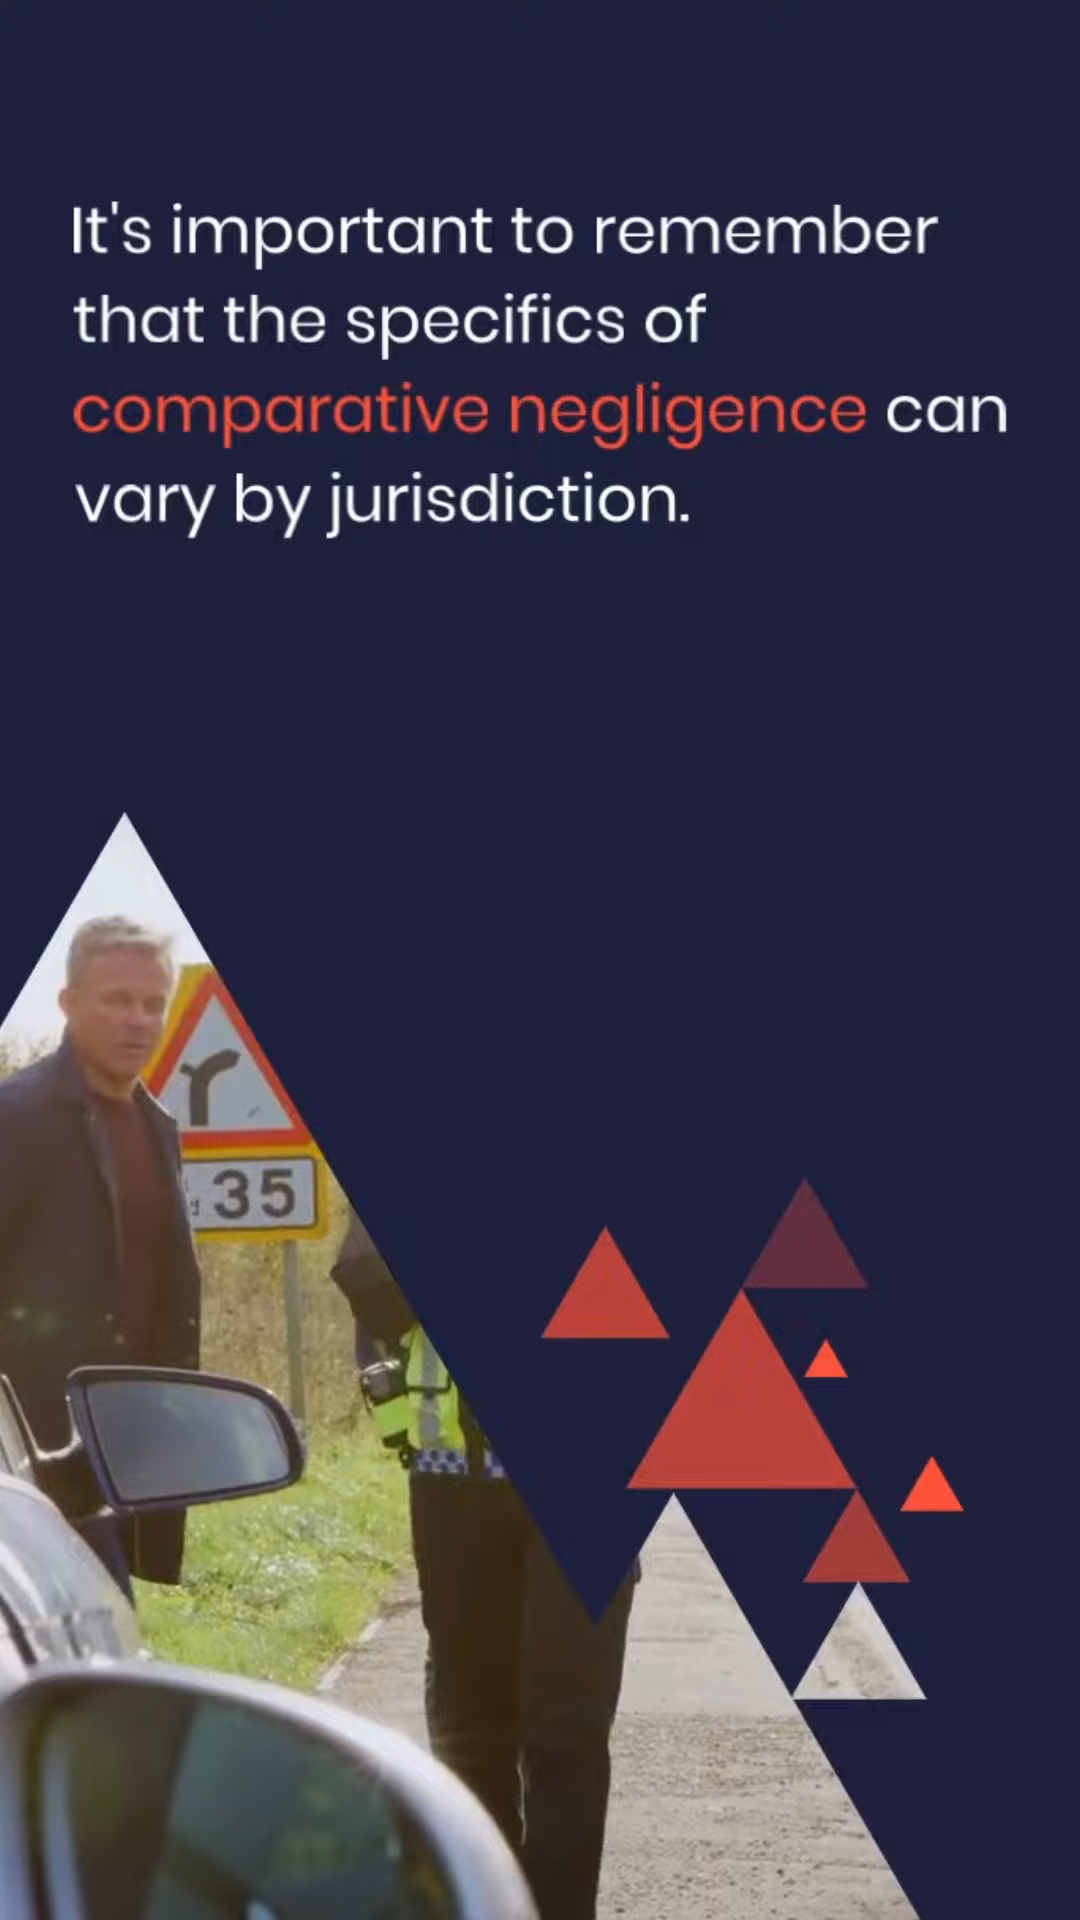 It's important to remember
that the specifics of
comparative negligence can
vary by jurisdiction.
35